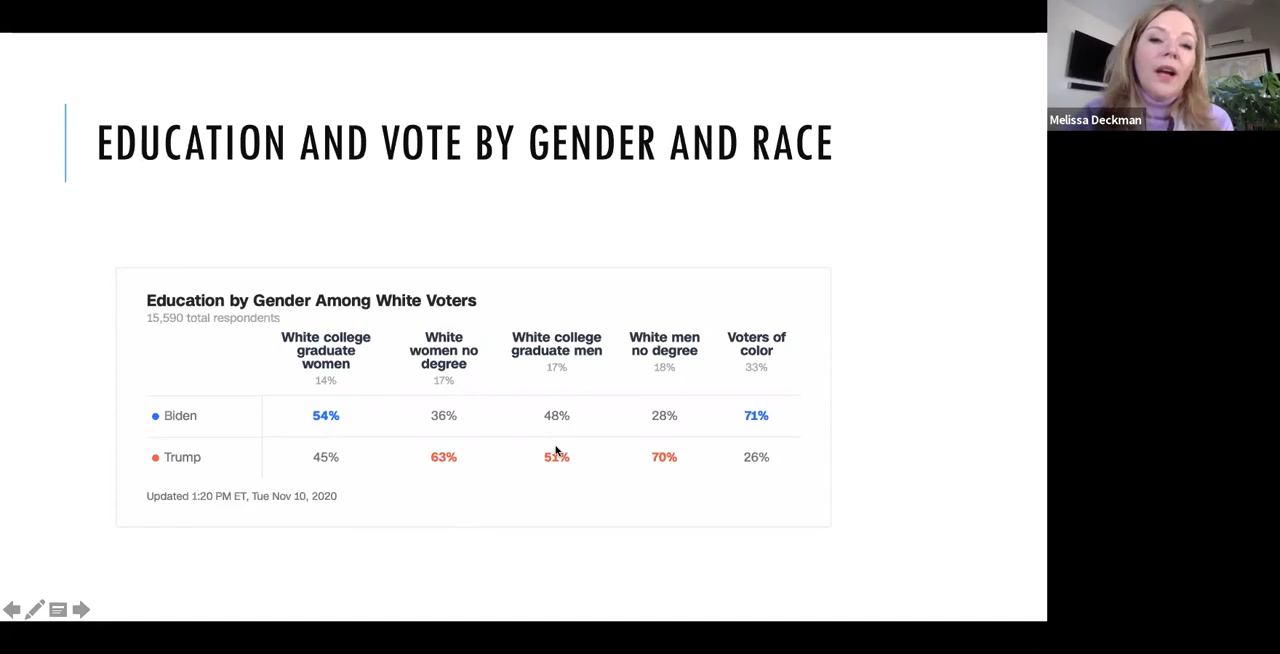 EDUCATION AND VOTE BY GENDER AND RACE
Melissa Deckman
Education by Gender Among White Voters
15,590 total respondents
White college graduate women 14%
White women no degree 17%
White college graduate men 17%
White men no degree 18%
Voters of color 33%
Biden 54% 36% 48% 28% 71%
Trump 45% 63% 51% 70% 26%
Updated 1:20 PM ET, Tue Nov 10, 2020